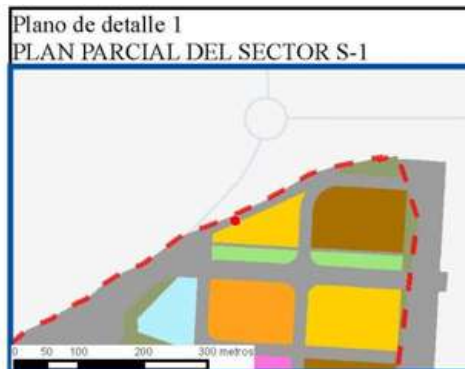 Plano de detalle 1
PLAN PARCIAL DEL SECTOR S-1
0 50 100 200 300 metros